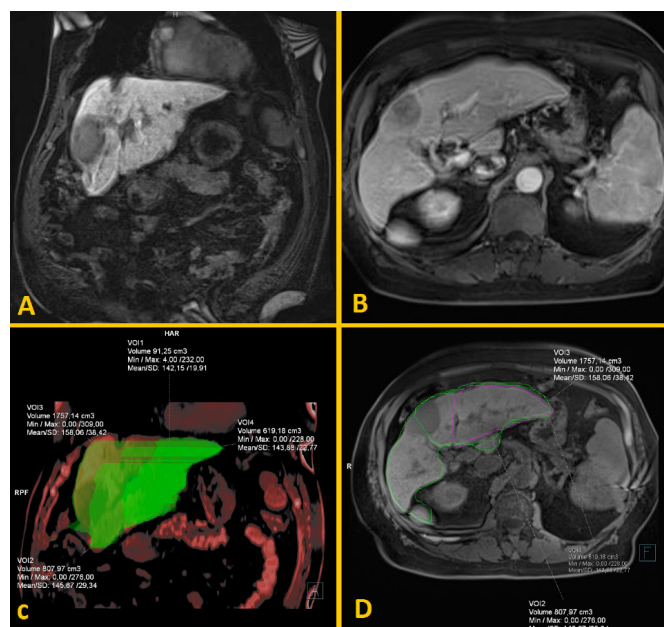 A
B
HAR
VOI1
Volume 91,25 cm3
Min / Max: 4.00 /232,00
Mean/SD: 142,15 /19,91
VOI3
Volume 1757,14 cm3
Min / Max: 0,00 /309,00
Mean/SD: 158,06 /38,42
VOI4
Volume 619,18 cm3
Min / Max: 0,00 /228,00
Mean/SD: 143,88 /22,77
RPF
VOI2
Volume 807,97 cm3
Min / Max: 0,00 /276,00
Mean/SD: 145,67 /29,34
C
A
VOI3
Volume 1757,14 cm3
Min / Max: 0,00 /309,00
Mean/SD: 158,06 /38,42
R
619,18 cm3
F
VOI2
Volume 807,97 cm3
Min / Max: 0,00 /276,00
D